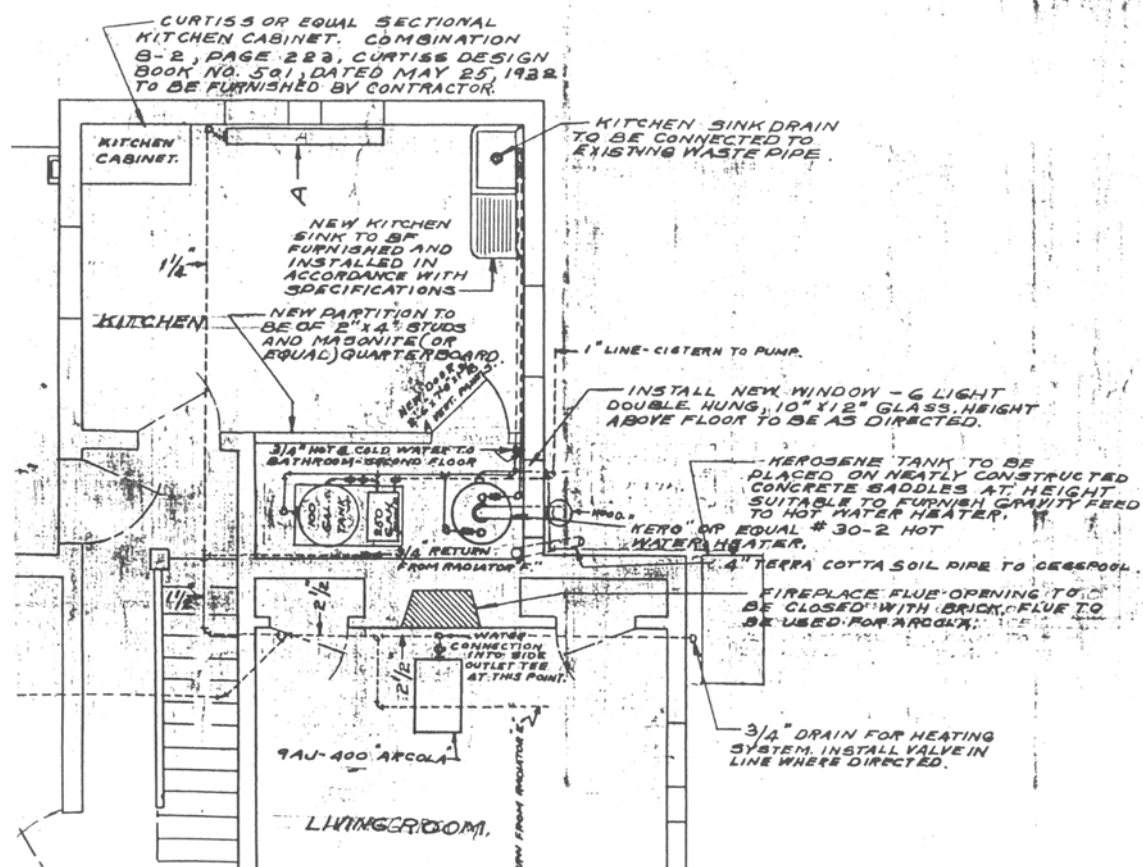 CURTISS OR EQUAL SECTIONAL
KITCHEN CABINET. COMBINATION
B-2, PAGE 223, CURTISS DESIGN
BOOK NO. 501, DATED MAY 25, 1932
TO BE FURNISHED BY CONTRACTOR.
KITCHEN
CABINET.
A
KITCHEN SINK DRAIN
TO BE CONNECTED TO
EXISTING WASTE PIPE
NEW KITCHEN
SINK TO BE
FURNISHED AND
INSTALLED IN
ACCORDANCE WITH
SPECIFICATIONS
1 1/4"
KITCHEN
NEW PARTITION TO
BE OF 2"X4" STUDS
AND MASONITE (OR
EQUAL) QUARTERBOARD.
NEW DOOR
VERT. PANELS
1" LINE-CISTERN TO PUMP.
INSTALL NEW WINDOW - 6 LIGHT
DOUBLE HUNG, 10"X12" GLASS. HEIGHT
ABOVE FLOOR TO BE AS DIRECTED.
3/4" HOT & COLD WATER TO
BATHROOM-SECOND FLOOR
KEROSENE TANK TO BE
PLACED ON NEATLY CONSTRUCTED
CONCRETE SADDLES AT HEIGHT
SUITABLE TO FURNISH GRAVITY FEED
TO HOT WATER HEATER.
100
GAL.
TANK
KERO" OR EQUAL # 30-2 HOT
WATER HEATER.
3/4" RETURN
FROM RADIATOR "F."
4" TERRA COTTA SOIL PIPE TO CESSPOOL.
1 1/2"
2 1/2"
FIREPLACE FLUE OPENING TO
BE CLOSED WITH BRICK. FLUE TO
BE USED FOR ARCOLA.
WATER
CONNECTION
INTO SIDE
OUTLET TEE
AT THIS POINT.
2 1/2"
9AJ-400 "ARCOLA"
FROM RADIATOR "E"
3/4" DRAIN FOR HEATING
SYSTEM. INSTALL VALVE IN
LINE WHERE DIRECTED.
LIVING ROOM.